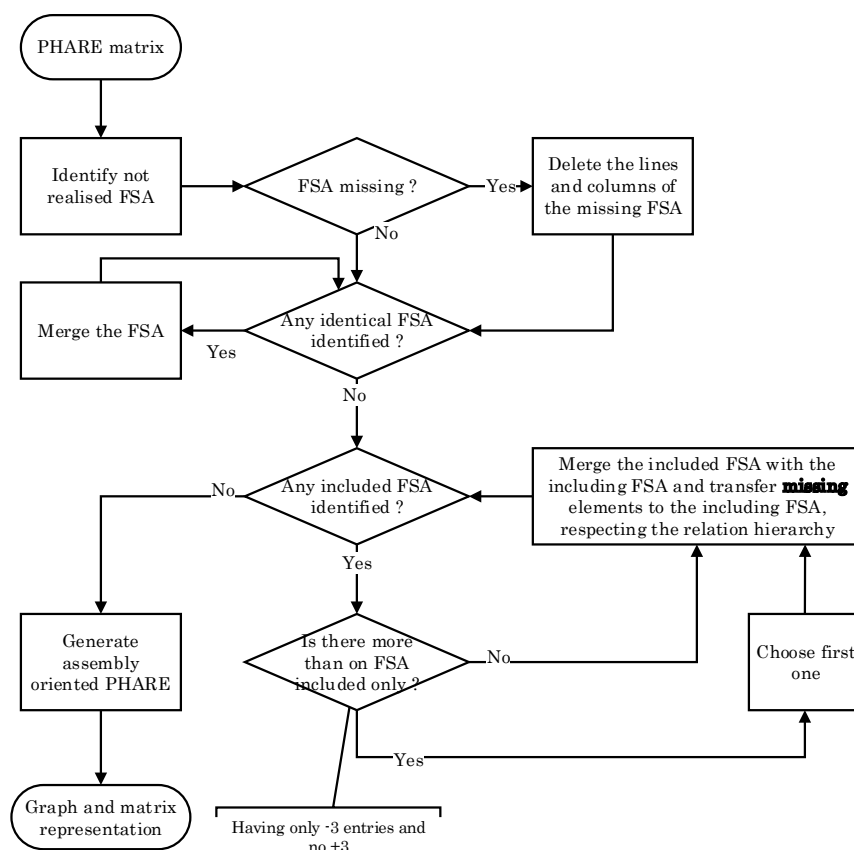 PHARE matrix
Identify not
realised FSA
FSA missing ?
Yes
Delete the lines
and columns of
the missing FSA
No
Merge the FSA
Yes
Any identical FSA
identified ?
No
Merge the included FSA with the
including FSA and transfer missing
elements to the including FSA,
respecting the relation hierarchy
No
Any included FSA
identified ?
Yes
Generate
assembly
oriented PHARE
Is there more
than on FSA
included only ?
No
Choose first
one
Yes
Graph and matrix
representation
Having only -3 entries and
no +3